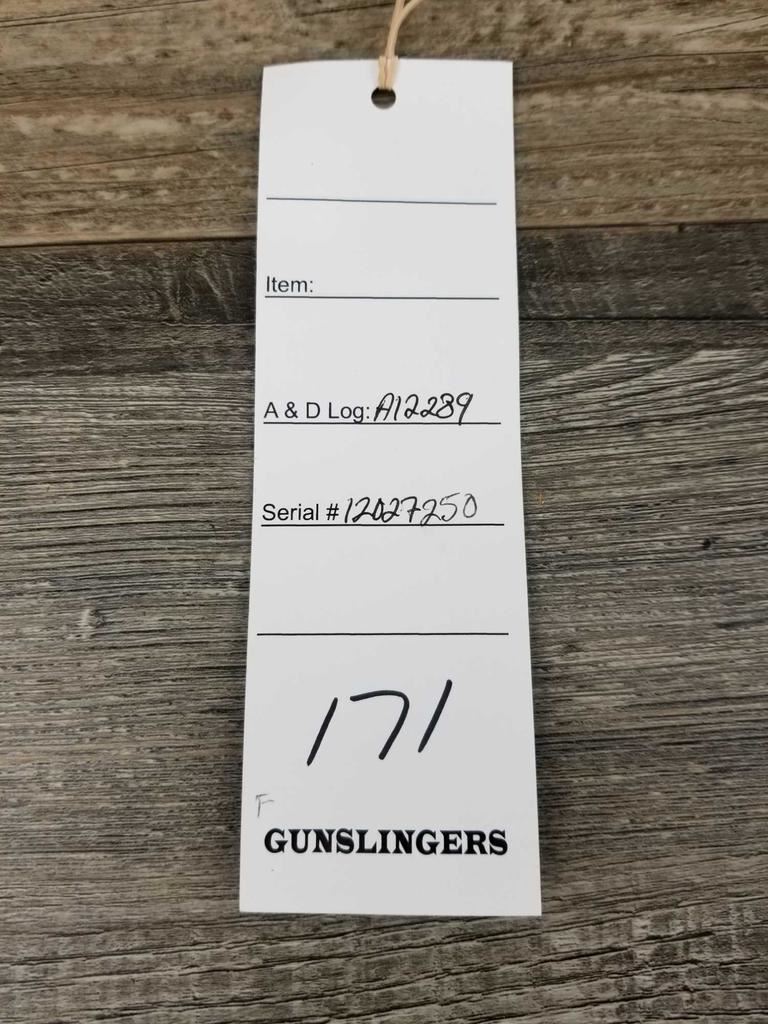 Item:
A & D Log: A12289
Serial # 12027250
171
F
GUNSLINGERS